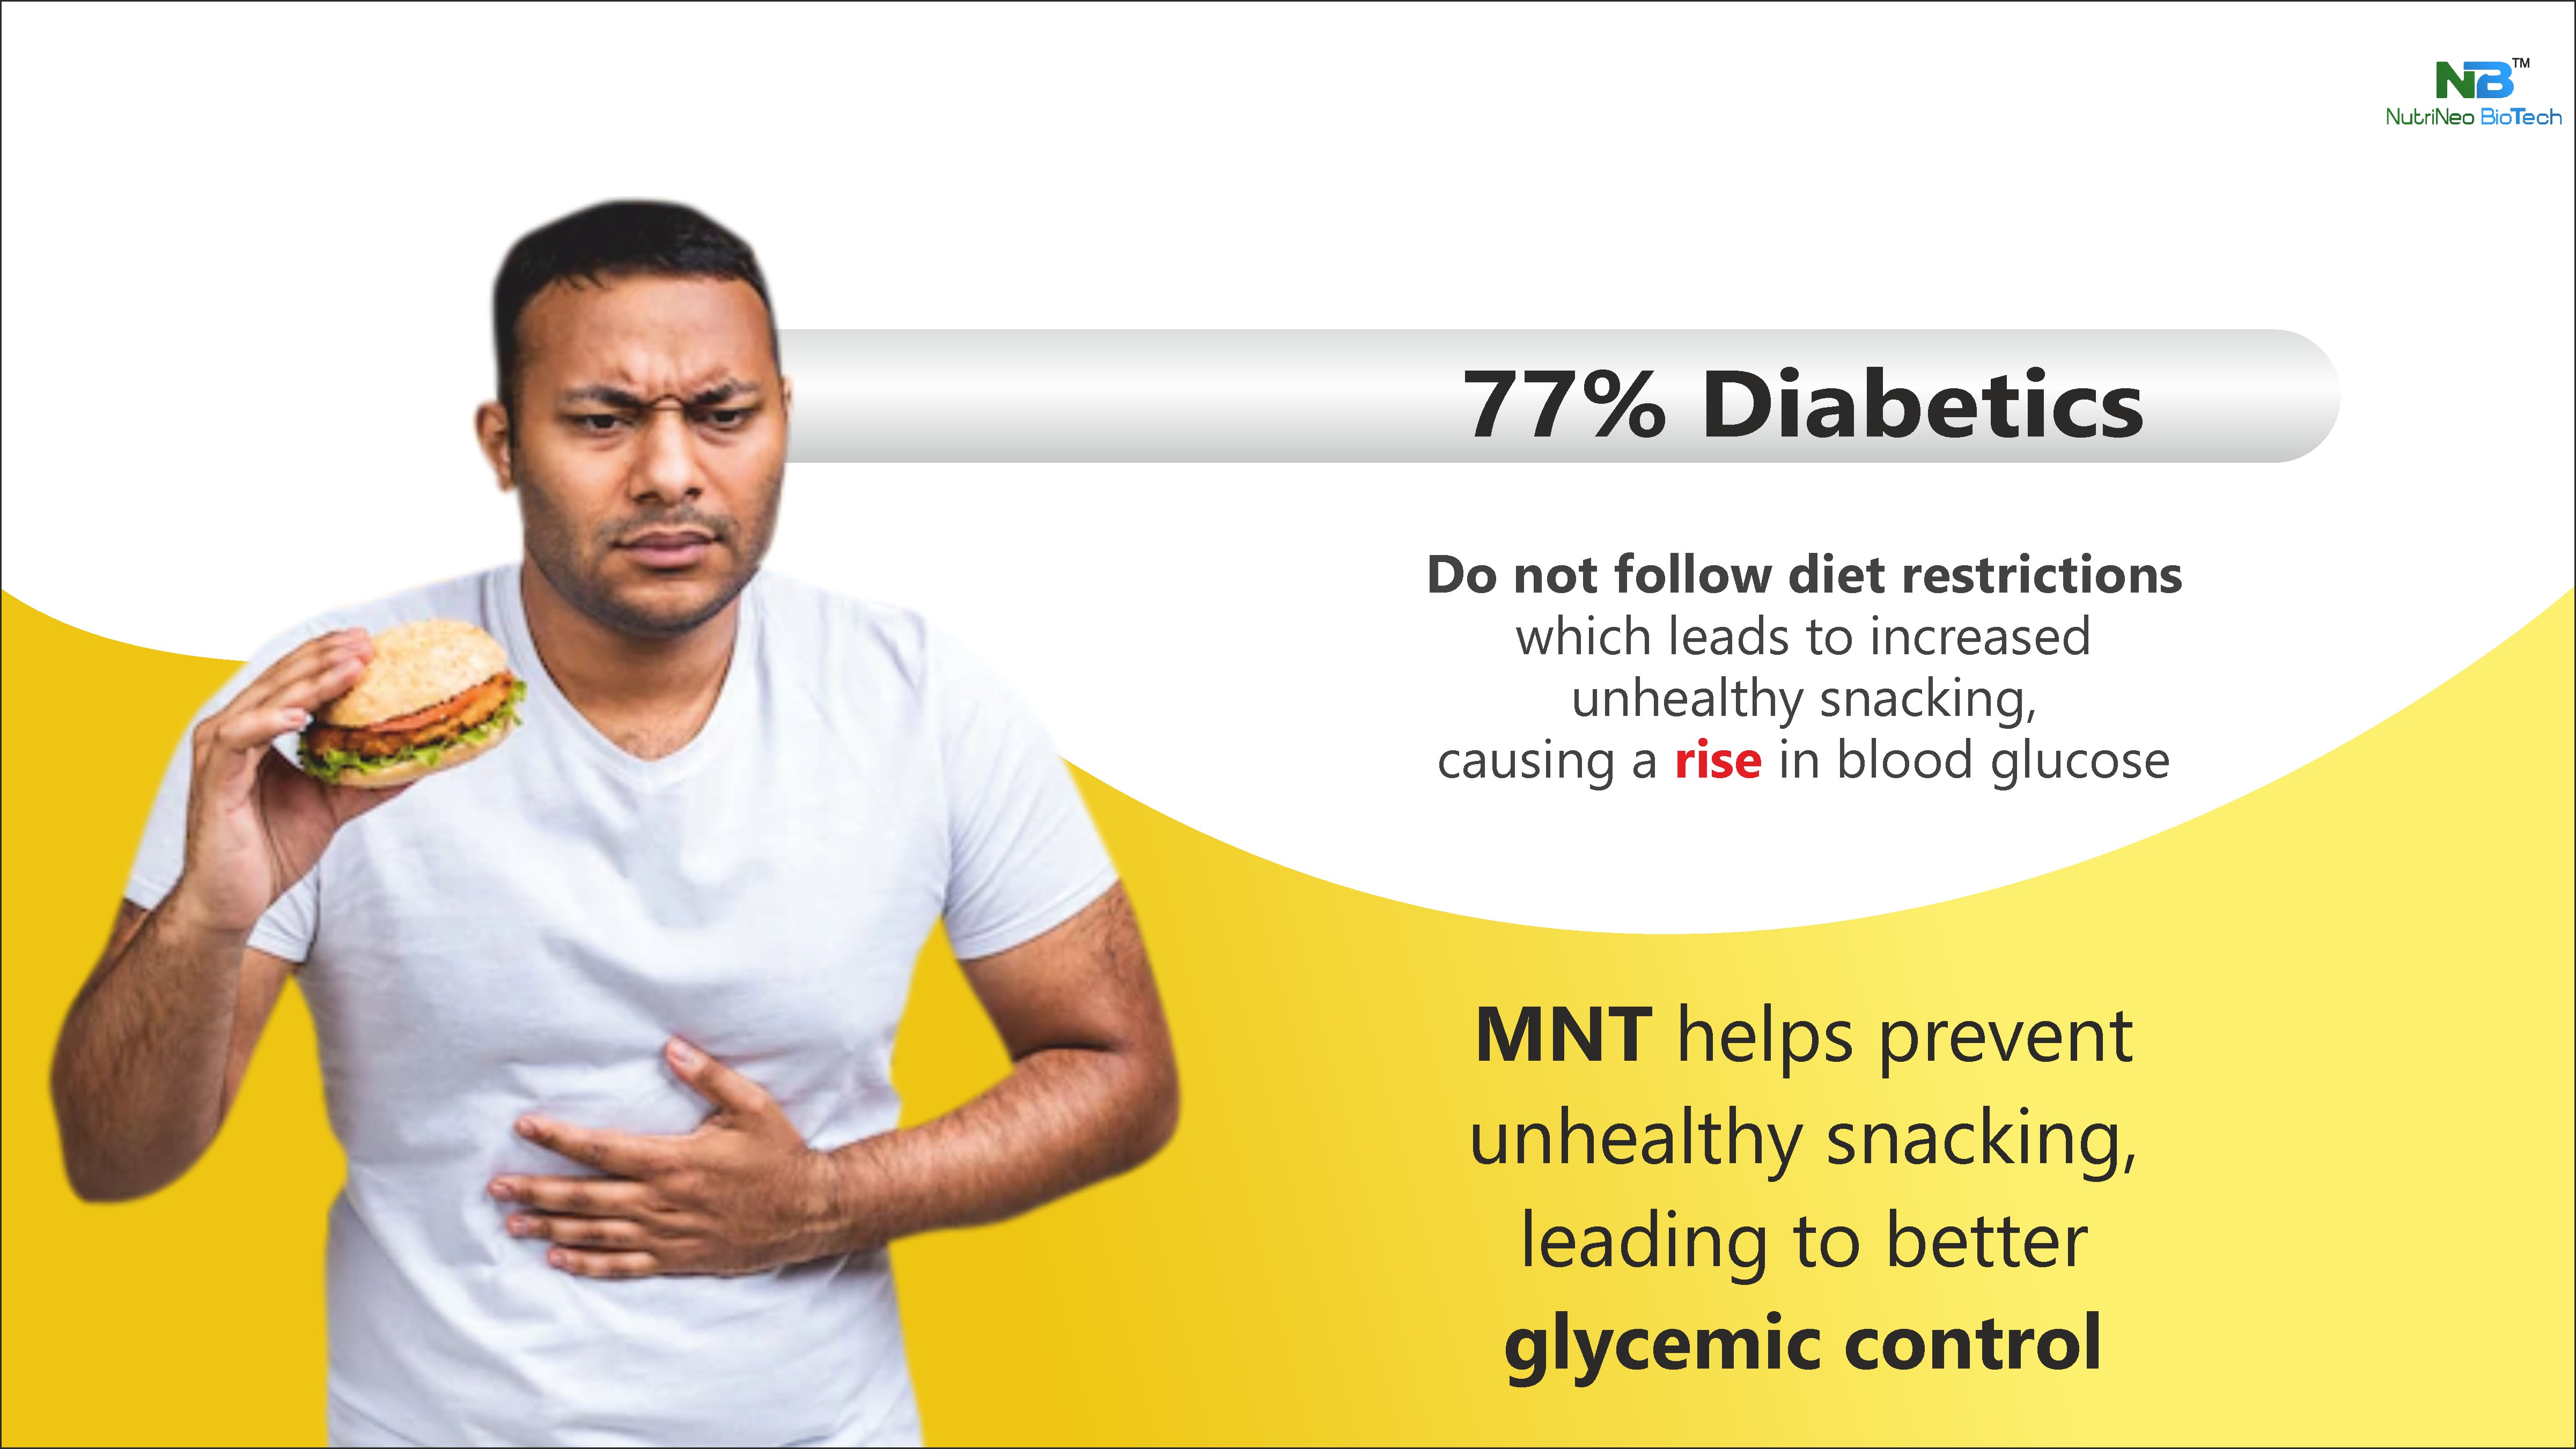 NB™
NutriNeo BioTech
77% Diabetics
Do not follow diet restrictions
which leads to increased
unhealthy snacking,
causing a rise in blood glucose
MNT helps prevent
unhealthy snacking,
leading to better
glycemic control